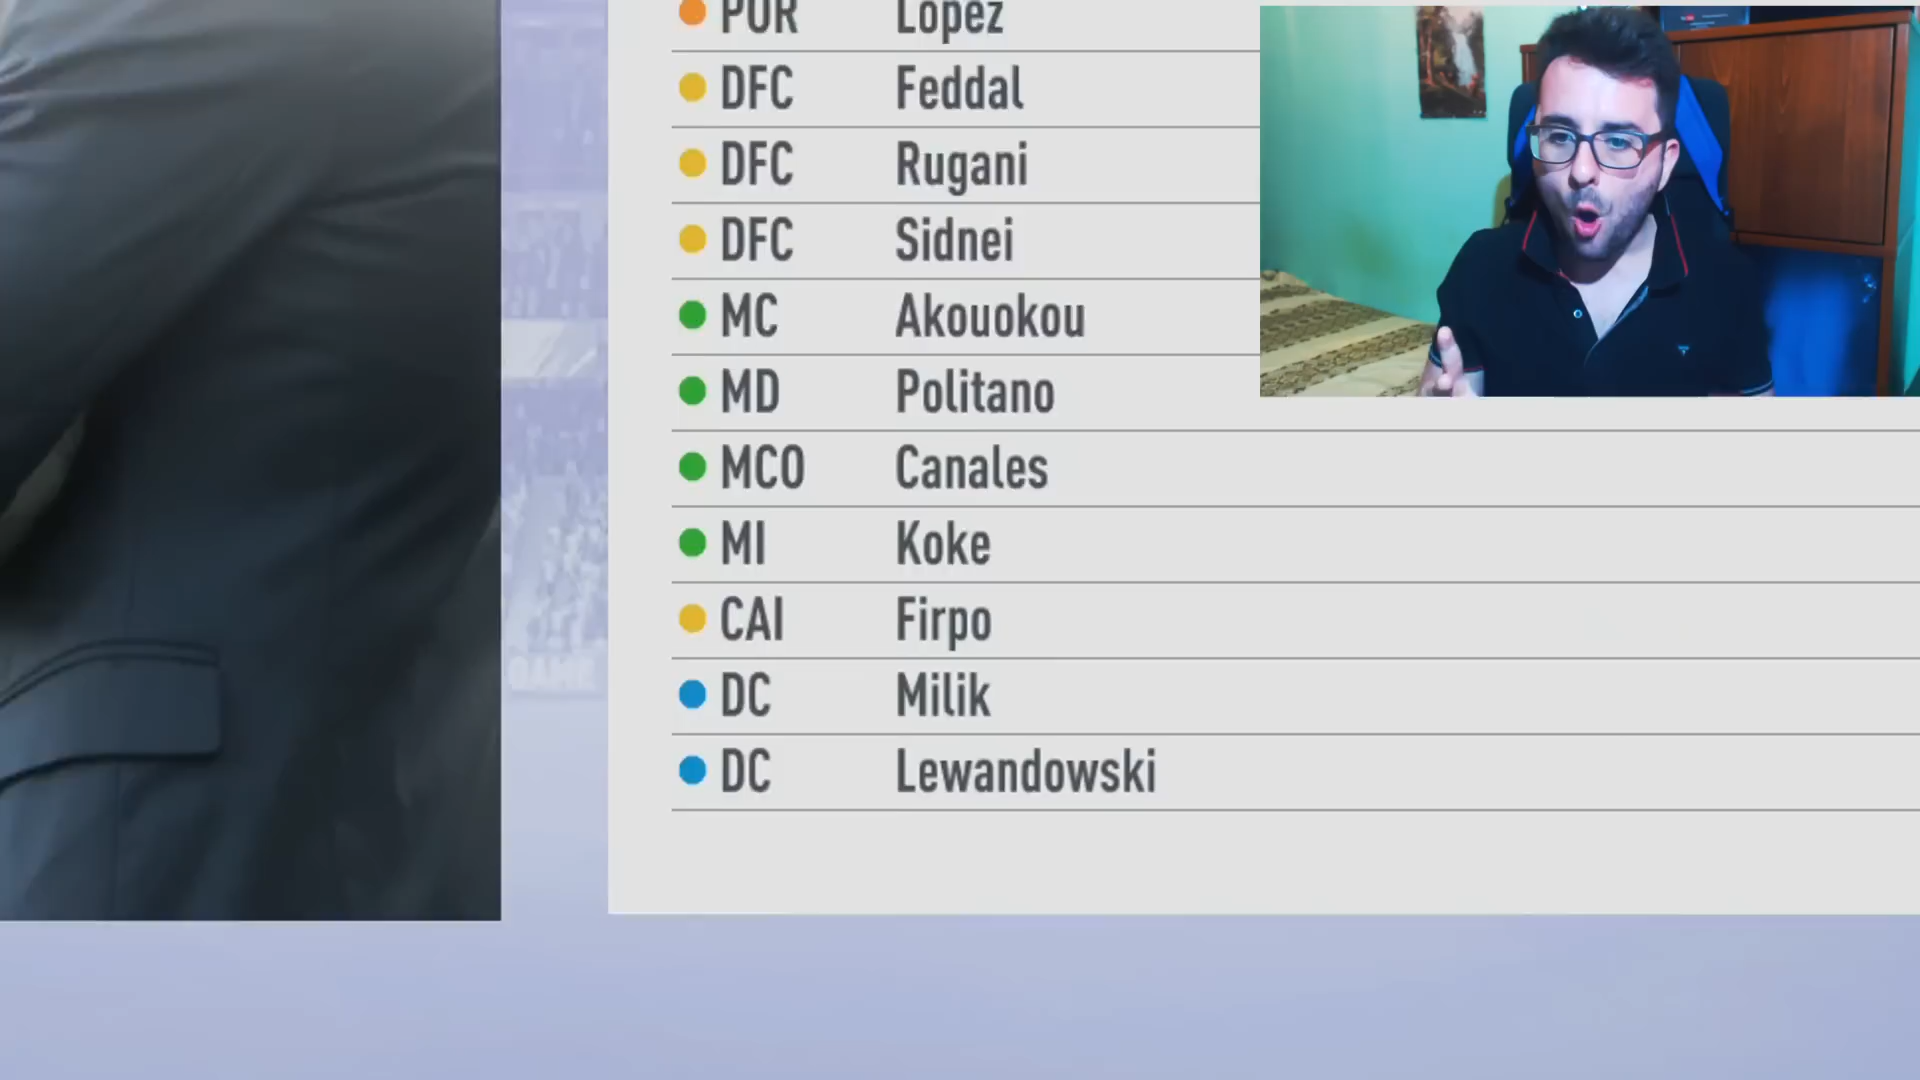 POR Lopez
DFC Feddal
DFC Rugani
DFC Sidnei
MC Akouokou
MD Politano
MCO Canales
MI Koke
CAI Firpo
DC Milik
DC Lewandowski
GAME